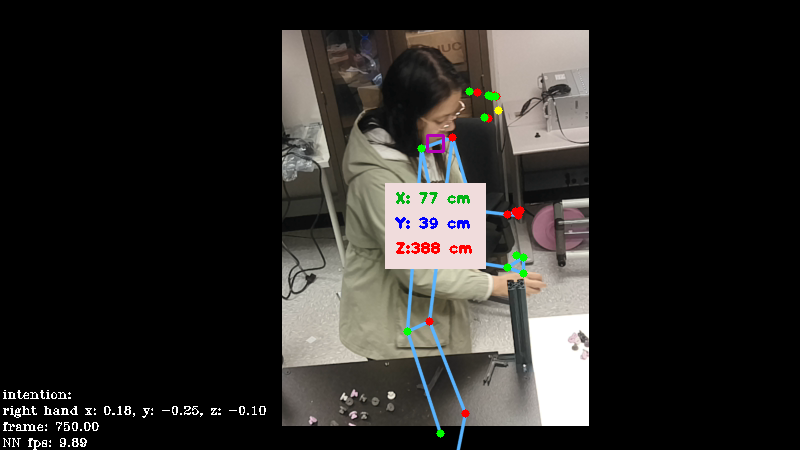 X: 77 cm
Y: 39 cm
Z:388 cm
intention:
right hand x: 0.18, y: -0.25, z: -0.10
frame: 750.00
NN fps: 9.89